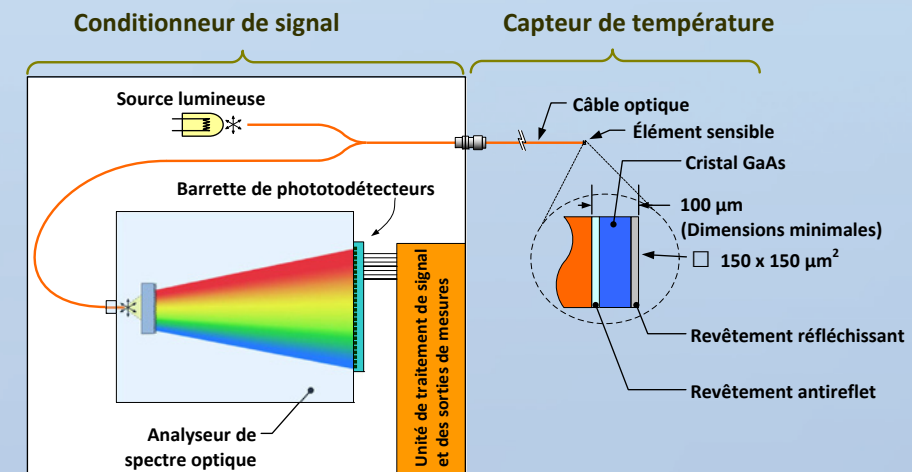 Conditionneur de signal
Capteur de température
Source lumineuse
Câble optique
Élément sensible
Cristal GaAs
Barrette de phototodétecteurs
100 µm
(Dimensions minimales)
□ 150 x 150 µm²
Unité de traitement de signal
et des sorties de mesures
Revêtement réfléchissant
Revêtement antireflet
Analyseur de
spectre optique